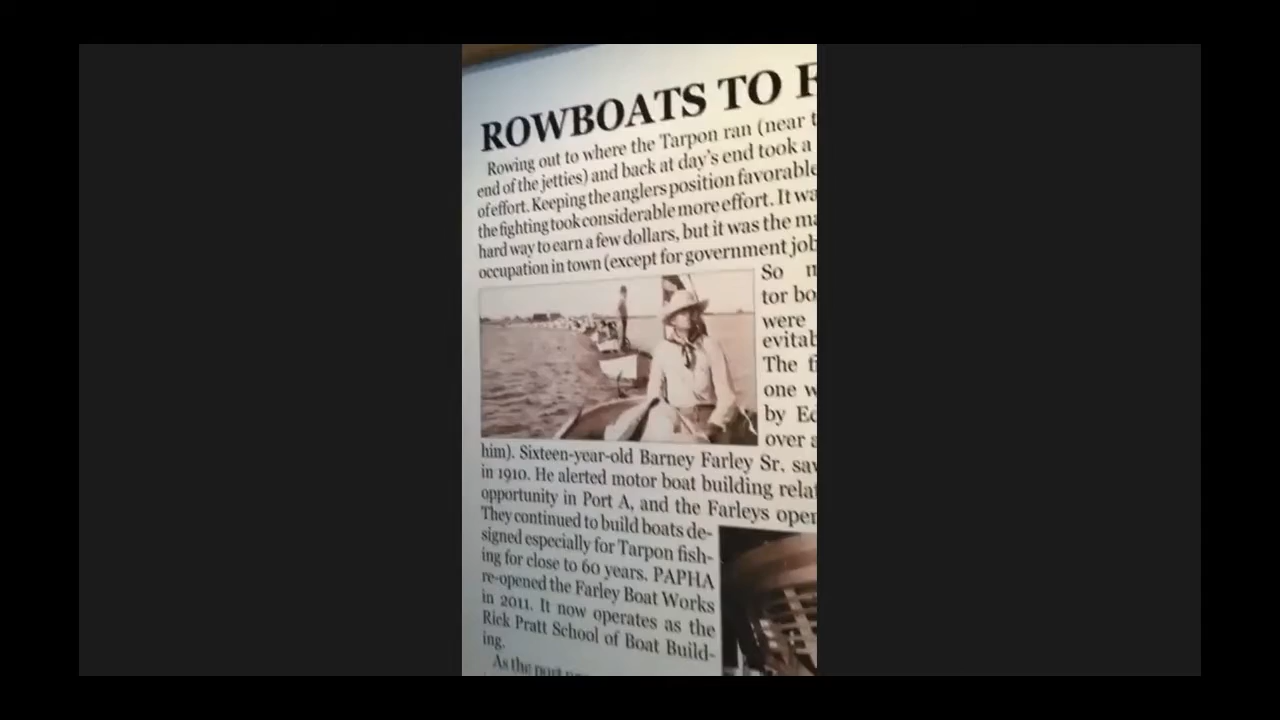 ROWBOATS TO F
Rowing out to where the Tarpon ran (near t
end of the jetties) and back at day's end took a
of effort. Keeping the anglers position favorable
the fighting took considerable more effort. It wa
hard way to earn a few dollars, but it was the ma
occupation in town (except for government job
So m
tor bo
were
evitab
The fi
one w
by Ed
over a
him). Sixteen-year-old Barney Farley Sr. saw
in 1910. He alerted motor boat building relat
opportunity in Port A, and the Farleys open
They continued to build boats de-
signed especially for Tarpon fish-
ing for close to 60 years. PAPHA
re-opened the Farley Boat Works
in 2011. It now operates as the
Rick Pratt School of Boat Build-
ing.
As the port